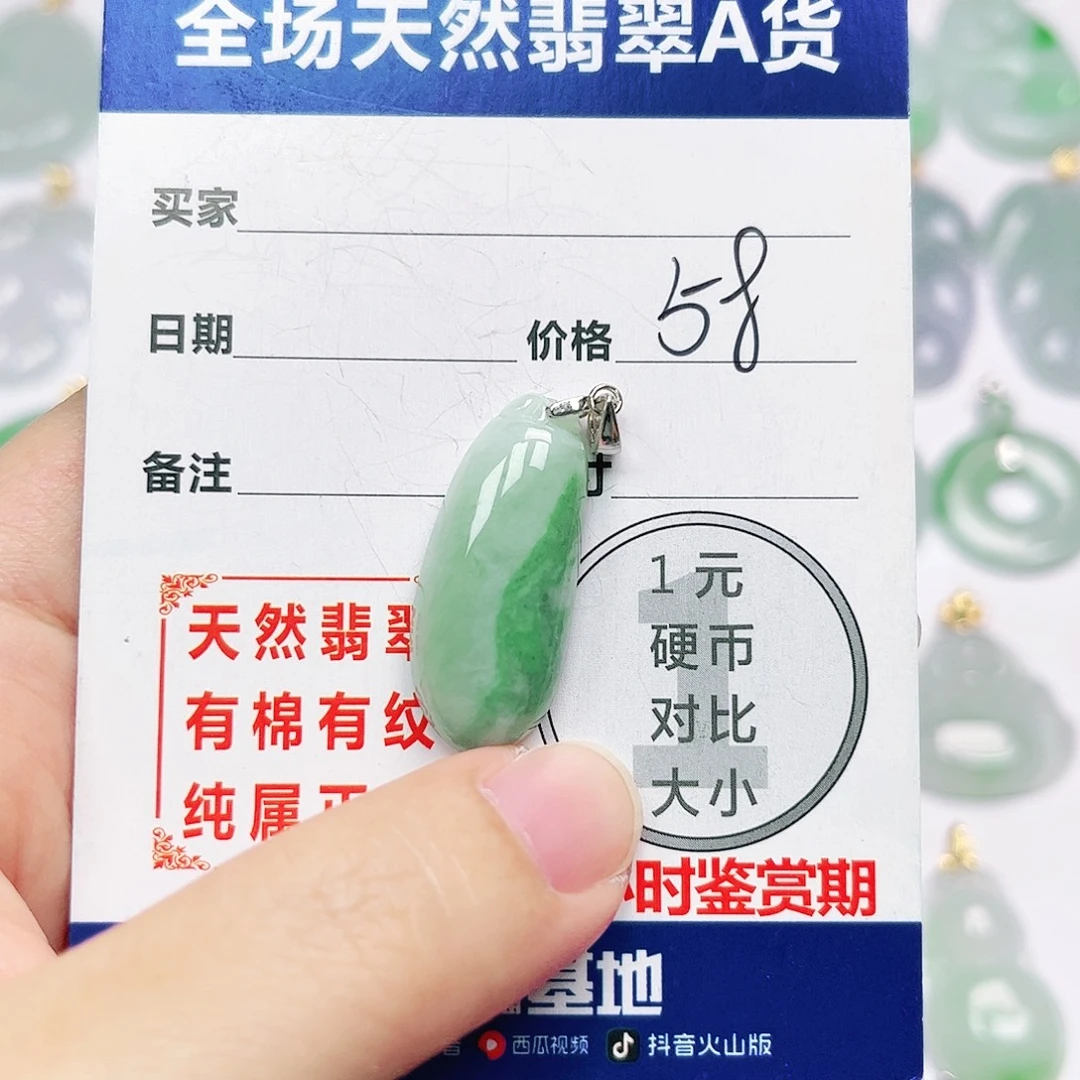 全场天然翡翠A货
买家
日期
价格 58
备注
寸
天然翡翠
有棉有纹
纯属正
1元
硬币
对比
大小
时鉴赏期
基地
西瓜视频
抖音火山版